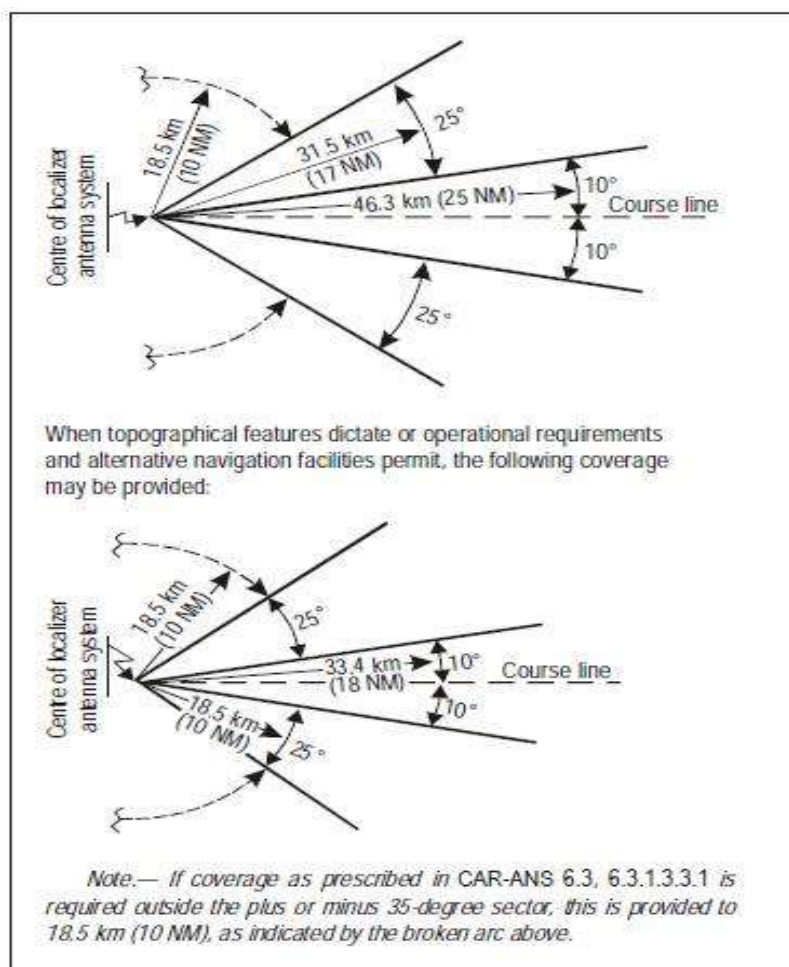 18.5 km
(10 NM)
31.5 km
(17 NM)
25°
46.3 km (25 NM)
10°
Course line
10°
25°
Centre of localizer
antenna system
When topographical features dictate or operational requirements
and alternative navigation facilities permit, the following coverage
may be provided:
18.5 km
(10 NM)
25°
33.4 km
(18 NM)
10°
Course line
10°
18.5 km
(10 NM)
25°
Centre of localizer
antenna system
Note.— If coverage as prescribed in CAR-ANS 6.3, 6.3.1.3.3.1 is
required outside the plus or minus 35-degree sector, this is provided to
18.5 km (10 NM), as indicated by the broken arc above.